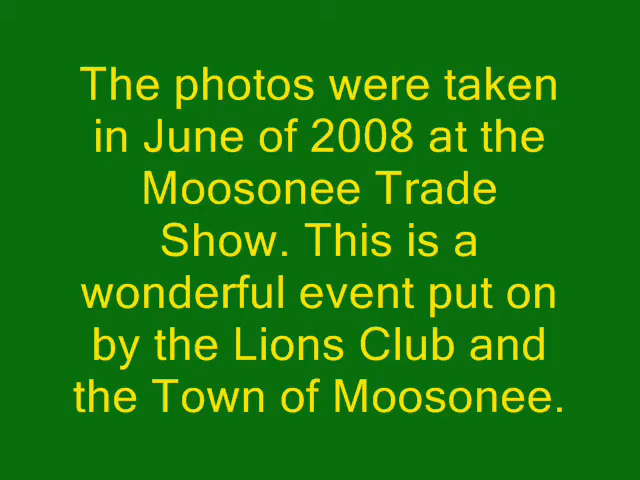 The photos were taken
in June of 2008 at the
Moosonee Trade
Show. This is a
wonderful event put on
by the Lions Club and
the Town of Moosonee.